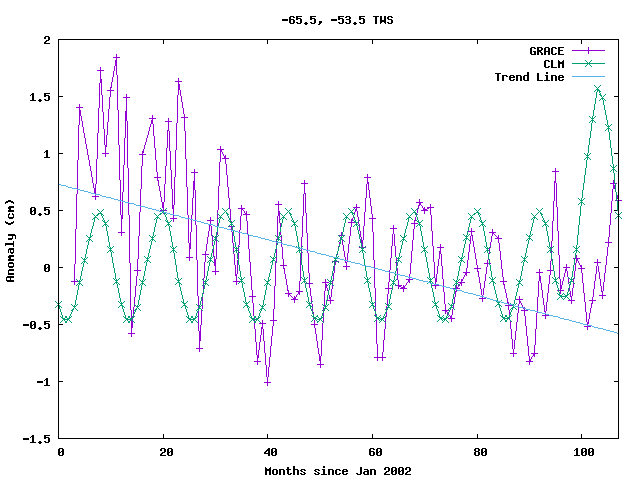 -65.5, -53.5 TWS
GRACE
CLM
Trend Line
2
1.5
1
0.5
0
-0.5
-1
-1.5
Anomaly (cm)
0 20 40 60 80 100
Months since Jan 2002